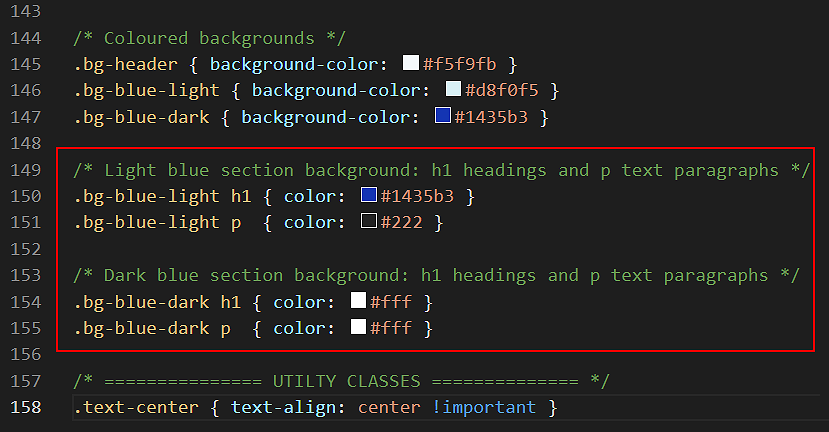 143
144 /* Coloured backgrounds */
145 .bg-header { background-color: #f5f9fb }
146 .bg-blue-light { background-color: #d8f0f5 }
147 .bg-blue-dark { background-color: #1435b3 }
148
149 /* Light blue section background: h1 headings and p text paragraphs */
150 .bg-blue-light h1 { color: #1435b3 }
151 .bg-blue-light p  { color: #222 }
152
153 /* Dark blue section background: h1 headings and p text paragraphs */
154 .bg-blue-dark h1 { color: #fff }
155 .bg-blue-dark p  { color: #fff }
156
157 /* =============== UTILTY CLASSES ============== */
158 .text-center { text-align: center !important }